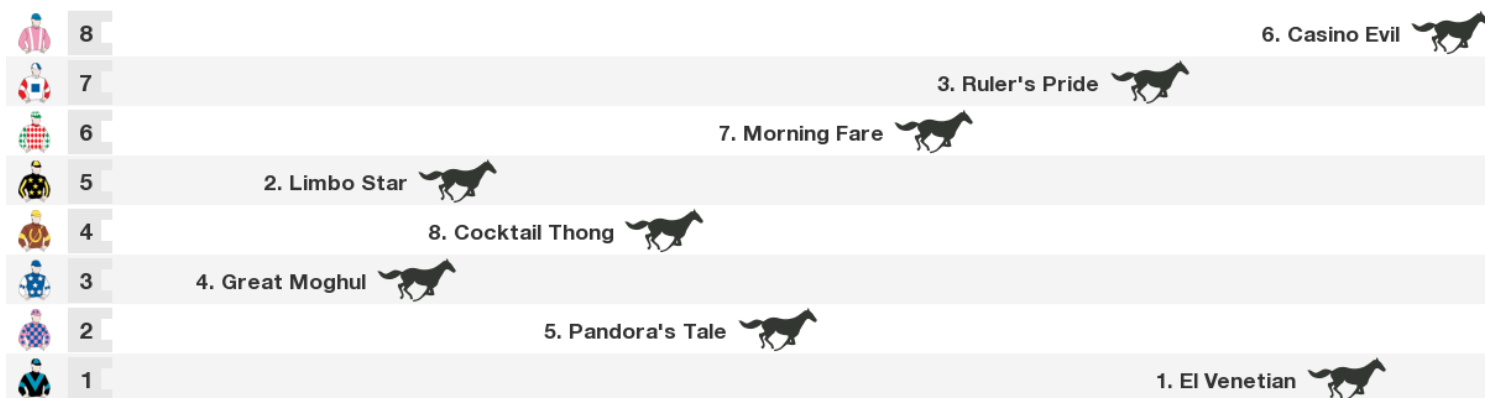 8 6. Casino Evil
7 3. Ruler's Pride
6 7. Morning Fare
5 2. Limbo Star
4 8. Cocktail Thong
3 4. Great Moghul
2 5. Pandora's Tale
1 1. El Venetian